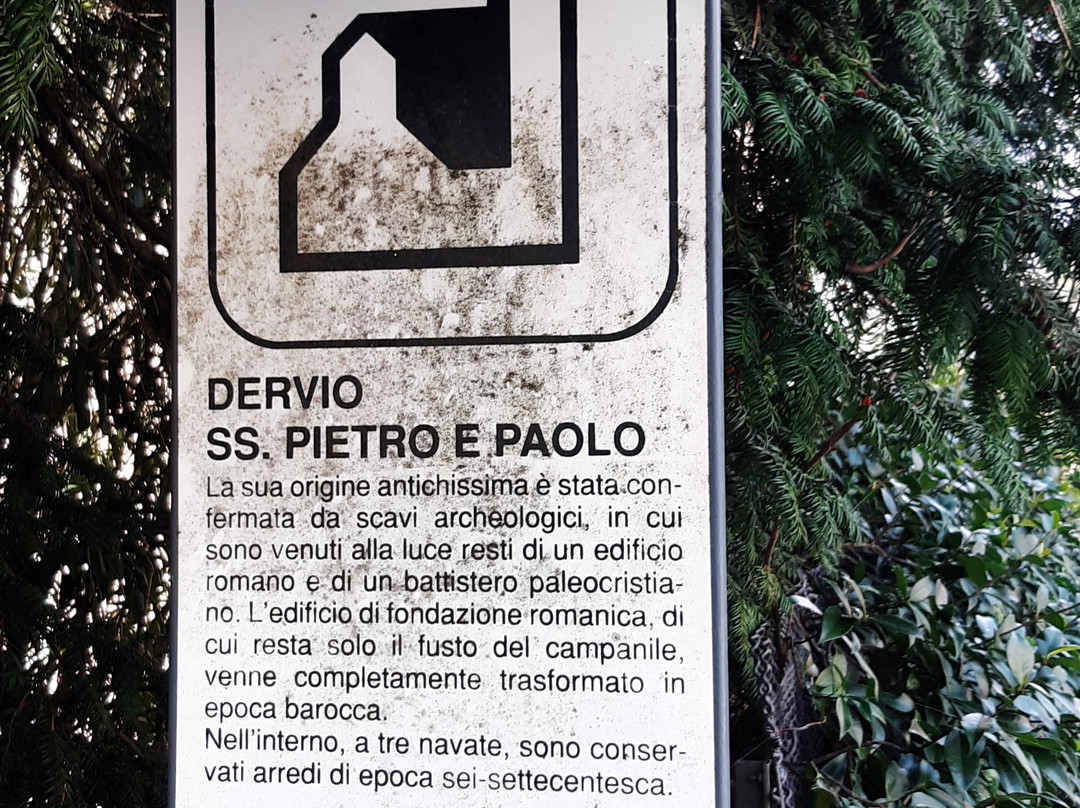 DERVIO
SS. PIETRO E PAOLO
La sua origine antichissima è stata con-
fermata da scavi archeologici, in cui
sono venuti alla luce resti di un edificio
romano e di un battistero paleocristia-
no. L'edificio di fondazione romanica, di
cui resta solo il fusto del campanile,
venne completamente trasformato in
epoca barocca.
Nell'interno, a tre navate, sono conser-
vati arredi di epoca sei-settecentesca.